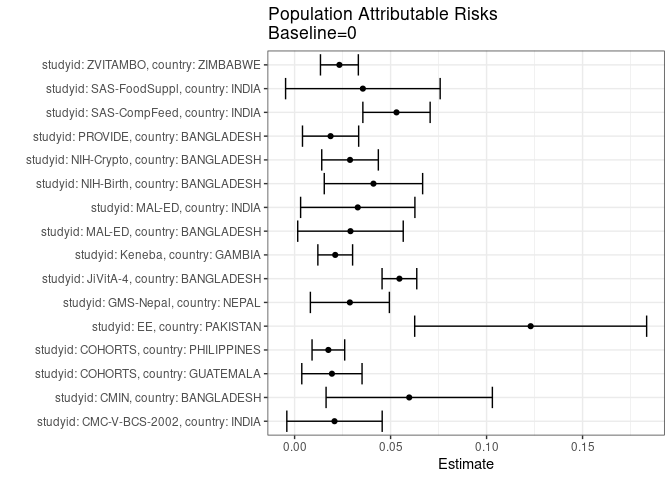 Population Attributable Risks
Baseline=0
studyid: ZVITAMBO, country: ZIMBABWE
studyid: SAS-FoodSuppl, country: INDIA
studyid: SAS-CompFeed, country: INDIA
studyid: PROVIDE, country: BANGLADESH
studyid: NIH-Crypto, country: BANGLADESH
studyid: NIH-Birth, country: BANGLADESH
studyid: MAL-ED, country: INDIA
studyid: MAL-ED, country: BANGLADESH
studyid: Keneba, country: GAMBIA
studyid: JiVitA-4, country: BANGLADESH
studyid: GMS-Nepal, country: NEPAL
studyid: EE, country: PAKISTAN
studyid: COHORTS, country: PHILIPPINES
studyid: COHORTS, country: GUATEMALA
studyid: CMIN, country: BANGLADESH
studyid: CMC-V-BCS-2002, country: INDIA
0.00 0.05 0.10 0.15
Estimate